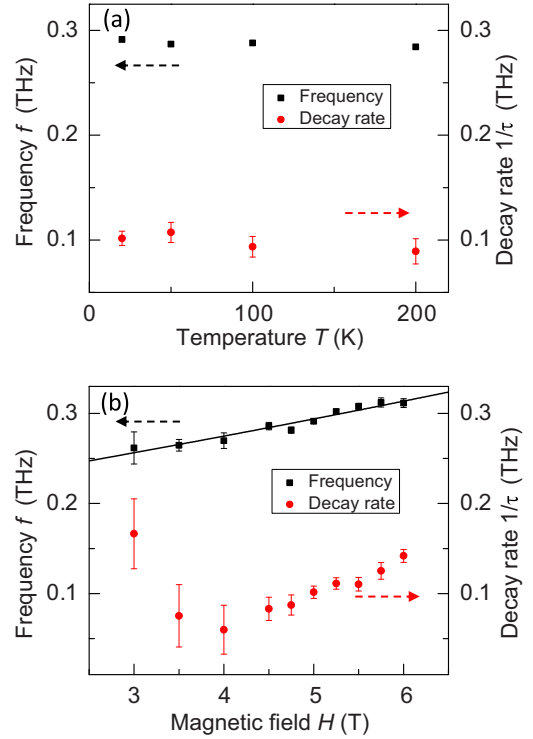 (a)
0.3
0.2
0.1
0.3
0.2
0.1
Frequency f (THz)
Decay rate 1/τ (THz)
Frequency
Decay rate
0 50 100 150 200
Temperature T (K)
(b)
0.3
0.2
0.1
0.3
0.2
0.1
Frequency f (THz)
Decay rate 1/τ (THz)
Frequency
Decay rate
3 4 5 6
Magnetic field H (T)